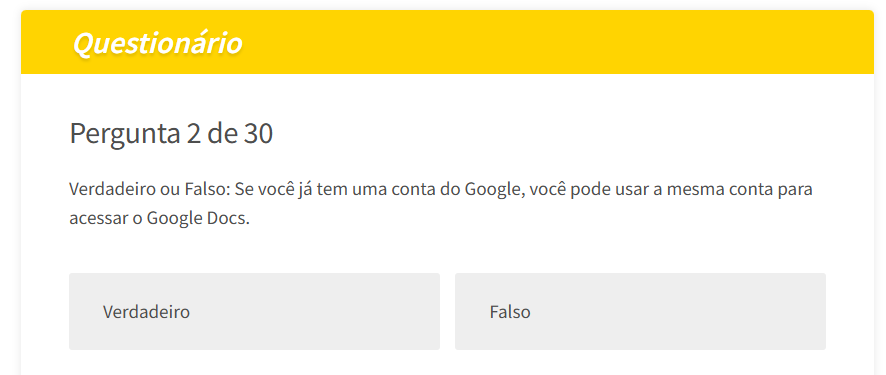 Questionário
Pergunta 2 de 30
Verdadeiro ou Falso: Se você já tem uma conta do Google, você pode usar a mesma conta para
acessar o Google Docs.
Verdadeiro
Falso